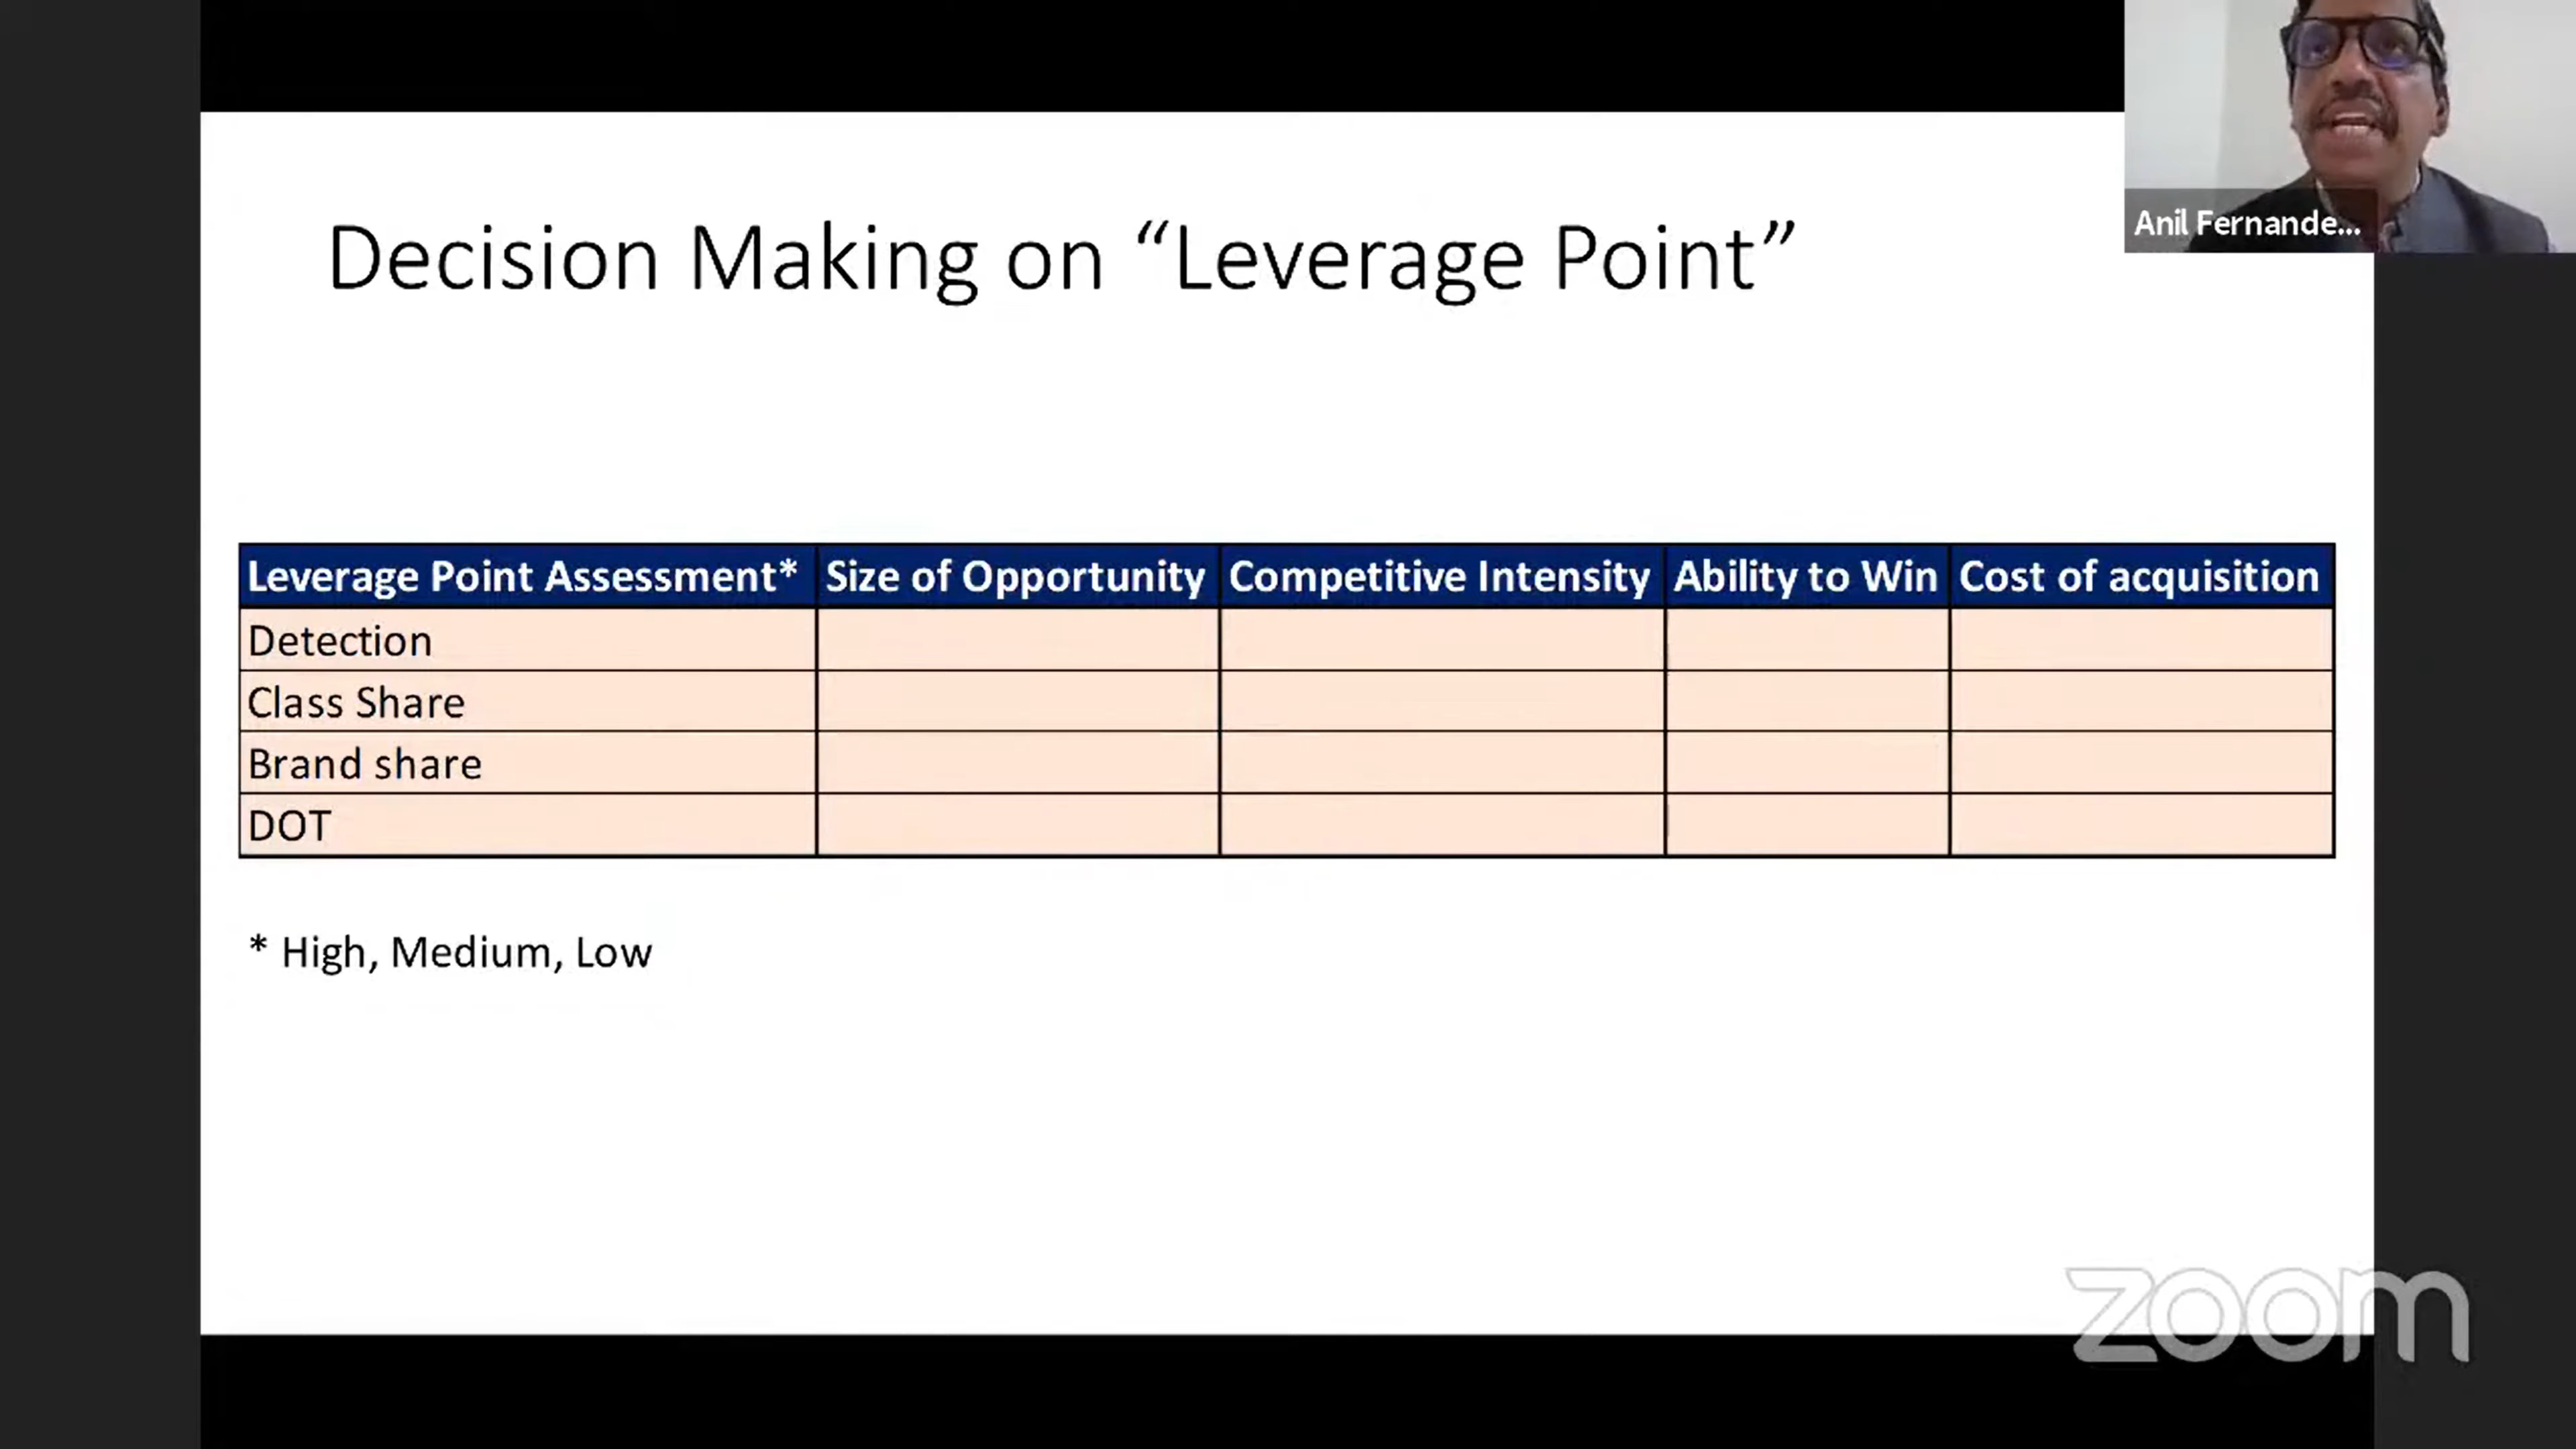 Anil Fernande...
Decision Making on “Leverage Point”
Leverage Point Assessment* Size of Opportunity Competitive Intensity Ability to Win Cost of acquisition
Detection
Class Share
Brand share
DOT
* High, Medium, Low
zoom